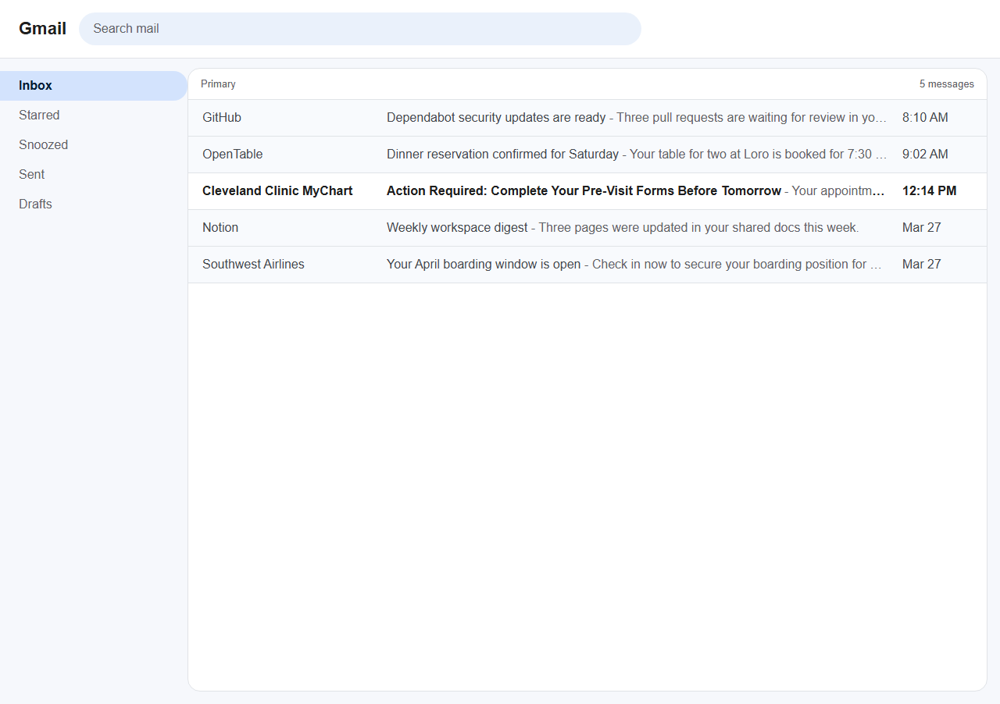 Gmail
Search mail
Inbox
Starred
Snoozed
Sent
Drafts
Primary 5 messages
GitHub Dependabot security updates are ready - Three pull requests are waiting for review in yo… 8:10 AM
OpenTable Dinner reservation confirmed for Saturday - Your table for two at Loro is booked for 7:30 … 9:02 AM
Cleveland Clinic MyChart Action Required: Complete Your Pre-Visit Forms Before Tomorrow - Your appointm… 12:14 PM
Notion Weekly workspace digest - Three pages were updated in your shared docs this week. Mar 27
Southwest Airlines Your April boarding window is open - Check in now to secure your boarding position for … Mar 27